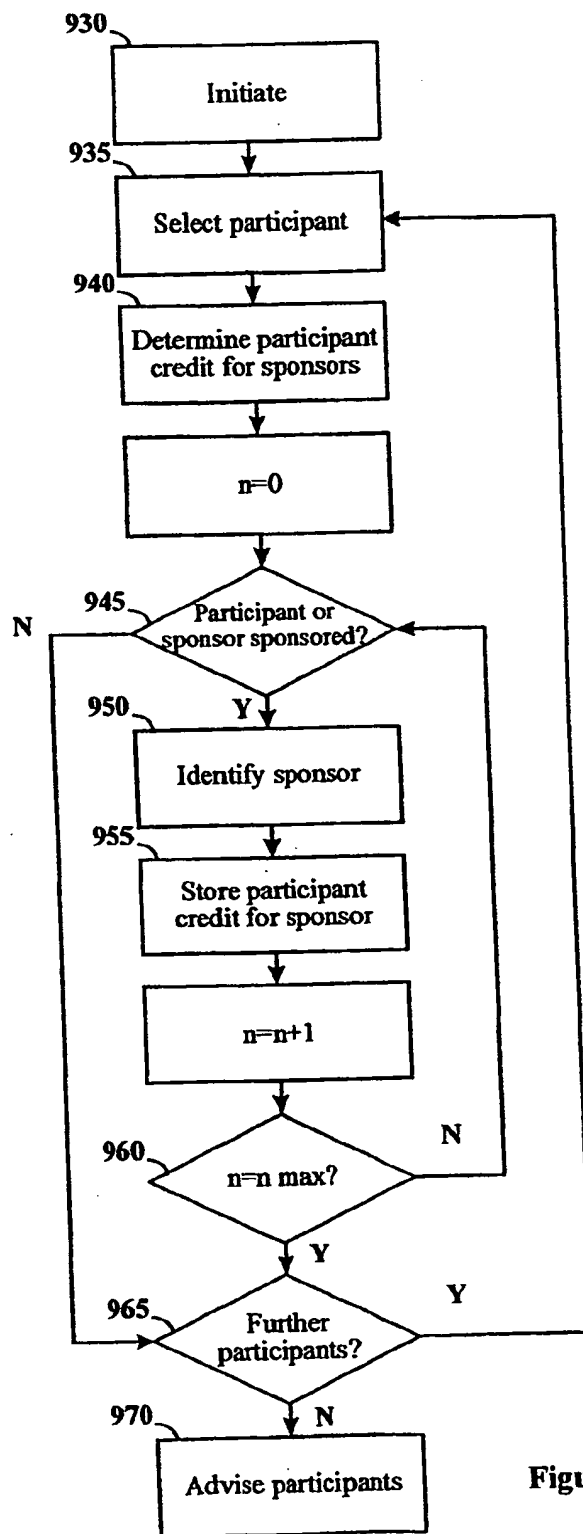 930
Initiate
935
Select participant
940
Determine participant
credit for sponsors
n=0
945
N
Participant or
sponsor sponsored?
Y
950
Identify sponsor
955
Store participant
credit for sponsor
n=n+1
960
n=n max?
N
Y
965
Further
participants?
Y
N
970
Advise participants